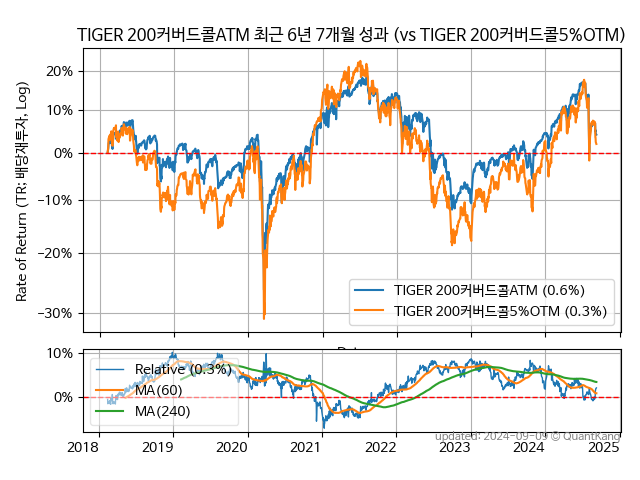 TIGER 200커버드콜ATM 최근 6년 7개월 성과 (vs TIGER 200커버드콜5%OTM)
Rate of Return (TR: 배당재투자, Log)
20%
10%
0%
−10%
−20%
−30%
TIGER 200커버드콜ATM (0.6%)
TIGER 200커버드콜5%OTM (0.3%)
10%
0%
Relative (0.3%)
MA(60)
MA(240)
2018 2019 2020 2021 2022 2023 2024 2025
updated: 2024-09-09 © QuantKang